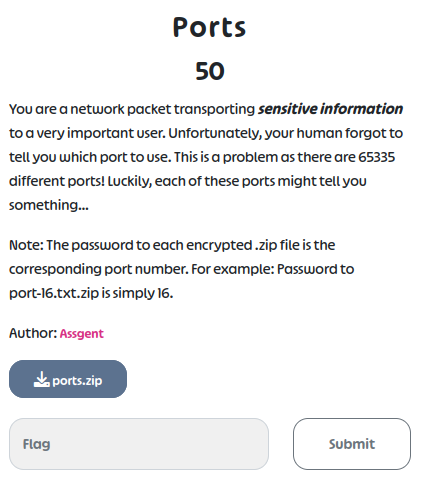 Ports
50
You are a network packet transporting sensitive information
to a very important user. Unfortunately, your human forgot to
tell you which port to use. This is a problem as there are 65335
different ports! Luckily, each of these ports might tell you
something...
Note: The password to each encrypted .zip file is the
corresponding port number. For example: Password to
port-16.txt.zip is simply 16.
Author: Assgent
ports.zip
Flag
Submit